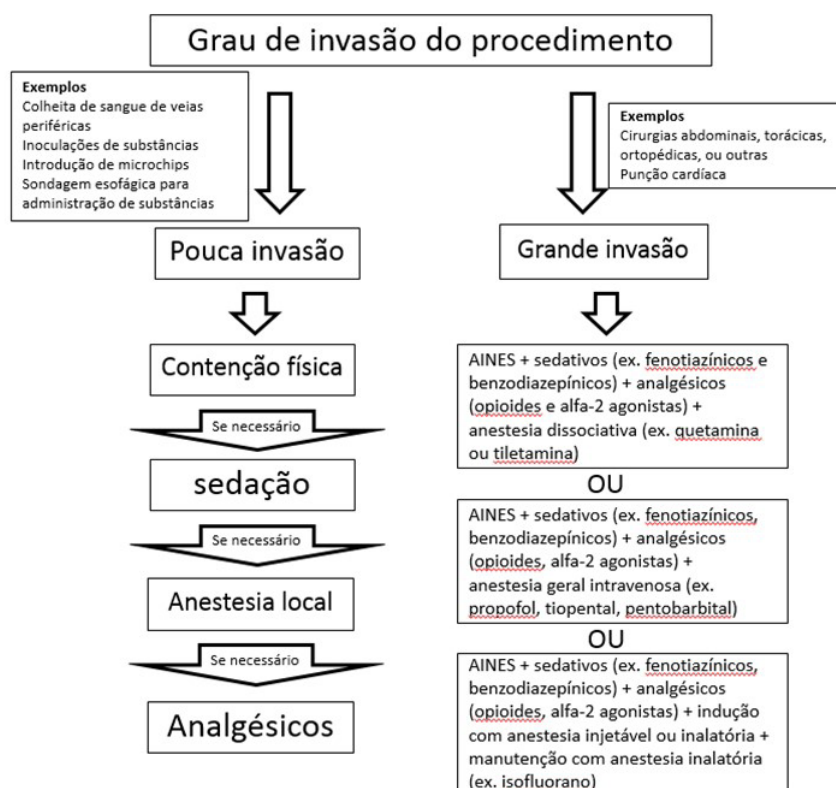 Grau de invasão do procedimento
Exemplos
Colheita de sangue de veias
periféricas
Inoculações de substâncias
Introdução de microchips
Sondagem esofágica para
administração de substâncias
Exemplos
Cirurgias abdominais, torácicas,
ortopédicas, ou outras
Punção cardíaca
Pouca invasão
Contenção física
Se necessário
sedação
Se necessário
Anestesia local
Se necessário
Analgésicos
Grande invasão
AINES + sedativos (ex. fenotiazínicos e
benzodiazepínicos) + analgésicos
(opioides e alfa-2 agonistas) +
anestesia dissociativa (ex. quetamina
ou tiletamina)
OU
AINES + sedativos (ex. fenotiazínicos,
benzodiazepínicos) + analgésicos
(opioides, alfa-2 agonistas) +
anestesia geral intravenosa (ex.
propofol, tiopental, pentobarbital)
OU
AINES + sedativos (ex. fenotiazínicos,
benzodiazepínicos) + analgésicos
(opioides, alfa-2 agonistas) + indução
com anestesia injetável ou inalatória +
manutenção com anestesia inalatória
(ex. isofluorano)